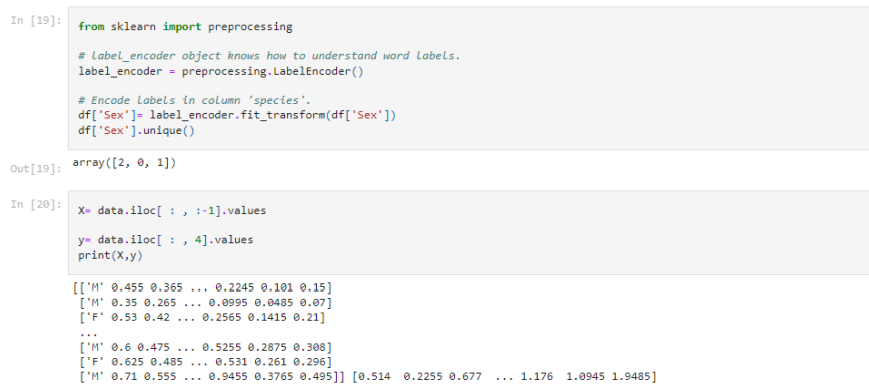 In [19]:
from sklearn import preprocessing
# label_encoder object knows how to understand word labels.
label_encoder = preprocessing.LabelEncoder()
# Encode labels in column 'species'.
df['Sex']= label_encoder.fit_transform(df['Sex'])
df['Sex'].unique()
Out[19]: array([2, 0, 1])
In [20]:
X= data.iloc[ : , :-1].values
y= data.iloc[ : , 4].values
print(X,y)
[['M' 0.455 0.365 ... 0.2245 0.101 0.15]
['M' 0.35 0.265 ... 0.0995 0.0485 0.07]
['F' 0.53 0.42 ... 0.2565 0.1415 0.21]
...
['M' 0.6 0.475 ... 0.5255 0.2875 0.308]
['F' 0.625 0.485 ... 0.531 0.261 0.296]
['M' 0.71 0.555 ... 0.9455 0.3765 0.495]] [0.514 0.2255 0.677 ... 1.176 1.0945 1.9485]